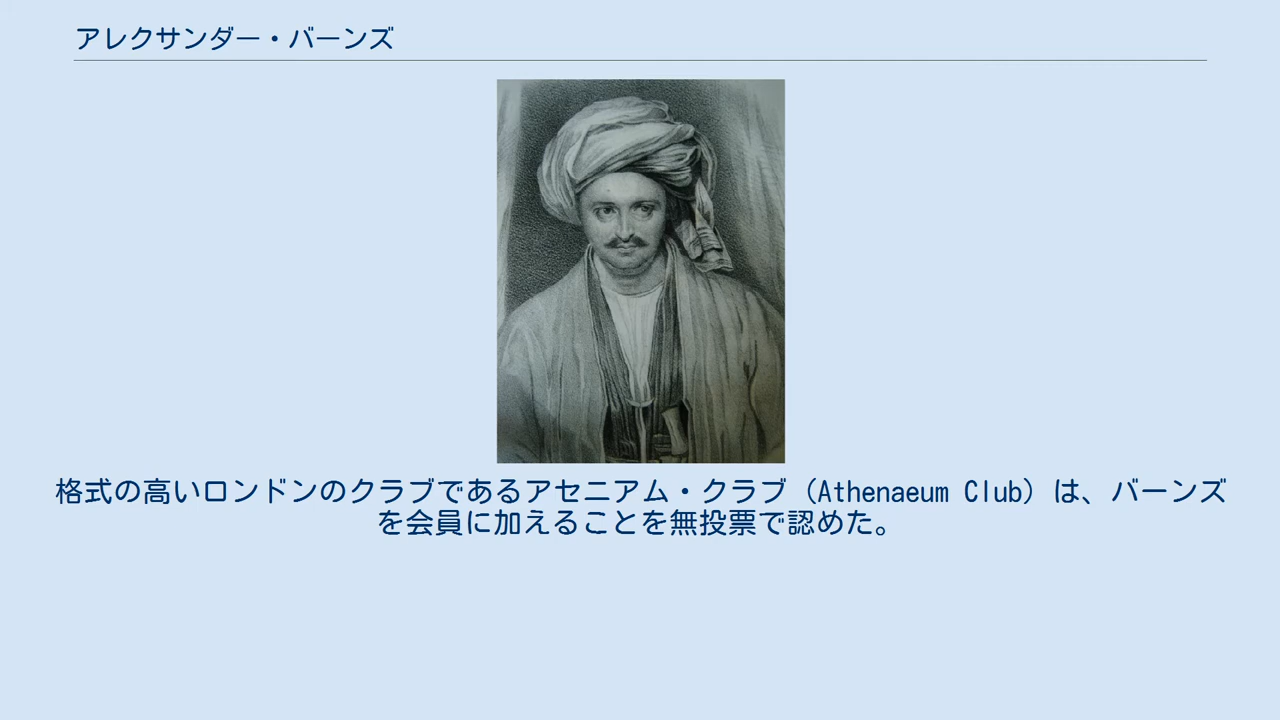 アレクサンダー・バーンズ
格式の高いロンドンのクラブであるアセニアム・クラブ（Athenaeum Club）は、バーンズ
を会員に加えることを無投票で認めた。